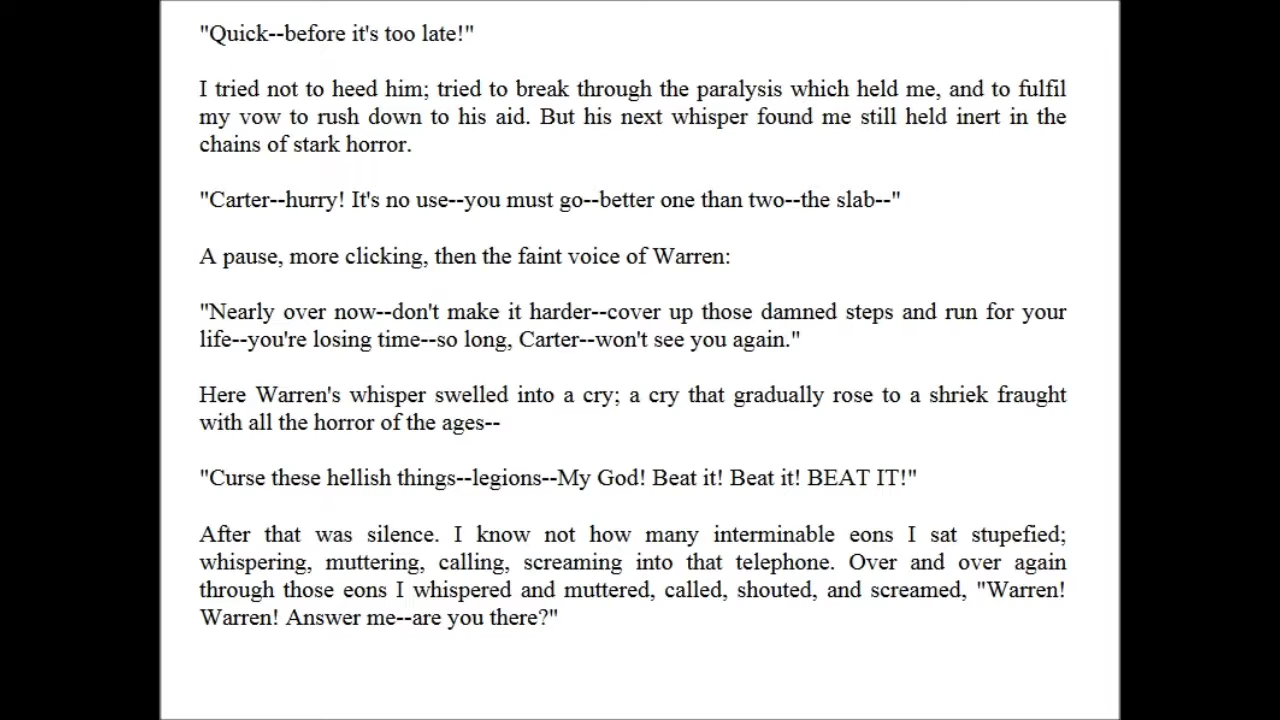 "Quick--before it's too late!"
I tried not to heed him; tried to break through the paralysis which held me, and to fulfil
my vow to rush down to his aid. But his next whisper found me still held inert in the
chains of stark horror.
"Carter--hurry! It's no use--you must go--better one than two--the slab--"
A pause, more clicking, then the faint voice of Warren:
"Nearly over now--don't make it harder--cover up those damned steps and run for your
life--you're losing time--so long, Carter--won't see you again."
Here Warren's whisper swelled into a cry; a cry that gradually rose to a shriek fraught
with all the horror of the ages--
"Curse these hellish things--legions--My God! Beat it! Beat it! BEAT IT!"
After that was silence. I know not how many interminable eons I sat stupefied;
whispering, muttering, calling, screaming into that telephone. Over and over again
through those eons I whispered and muttered, called, shouted, and screamed, "Warren!
Warren! Answer me--are you there?"